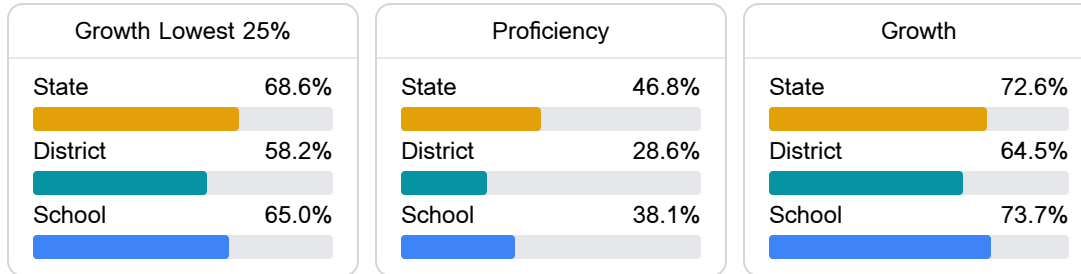 Growth Lowest 25%
State 68.6%
District 58.2%
School 65.0%
Proficiency
State 46.8%
District 28.6%
School 38.1%
Growth
State 72.6%
District 64.5%
School 73.7%